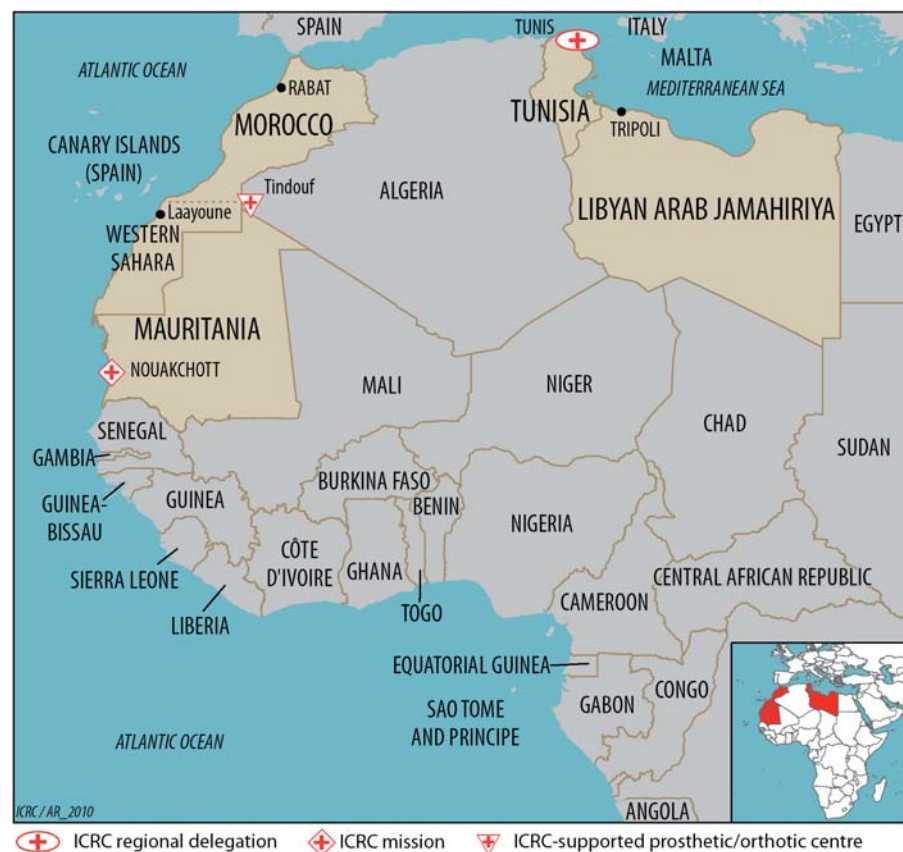 SPAIN
TUNIS
ITALY
ATLANTIC OCEAN
MALTA
MEDITERRANEAN SEA
RABAT
TUNISIA
MOROCCO
TRIPOLI
CANARY ISLANDS
(SPAIN)
Tindouf
ALGERIA
Laayoune
LIBYAN ARAB JAMAHIRIYA
EGYPT
WESTERN
SAHARA
MAURITANIA
NOUAKCHOTT
MALI
NIGER
CHAD
SENEGAL
SUDAN
GAMBIA
BURKINA FASO
GUINEA-
BISSAU
GUINEA
BENIN
NIGERIA
CÔTE
D'IVOIRE
GHANA
SIERRA LEONE
CENTRAL AFRICAN REPUBLIC
CAMEROON
TOGO
LIBERIA
EQUATORIAL GUINEA
GABON
CONGO
SAO TOME
AND PRINCIPE
ATLANTIC OCEAN
ANGOLA
ICRC / AR_2010
ICRC regional delegation
ICRC mission
ICRC-supported prosthetic/orthotic centre